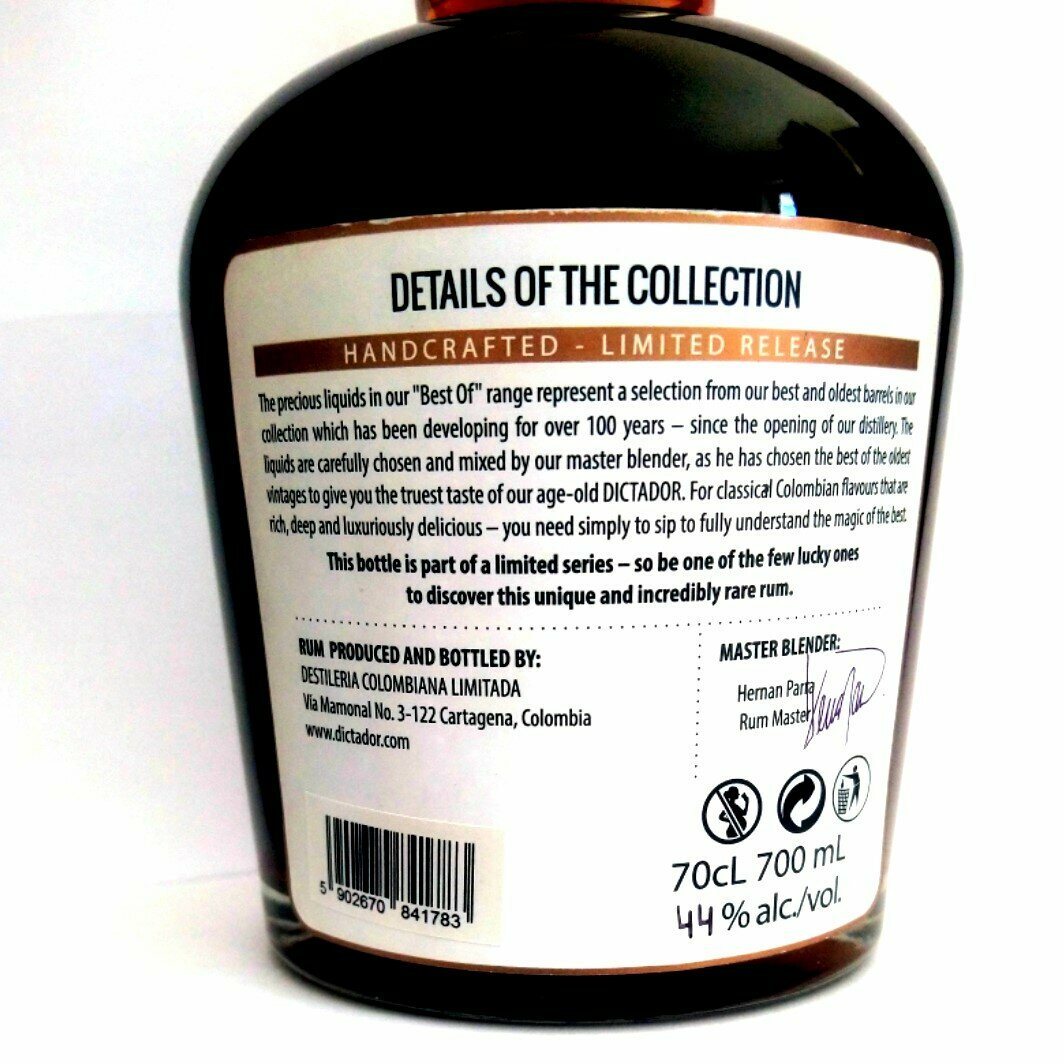 DETAILS OF THE COLLECTION
HANDCRAFTED - LIMITED RELEASE
The precious liquids in our "Best Of" range represent a selection from our best and oldest barrels in our
collection which has been developing for over 100 years – since the opening of our distillery. The
liquids are carefully chosen and mixed by our master blender, as he has chosen the best of the oldest
vintages to give you the truest taste of our age-old DICTADOR. For classical Colombian flavours that are
rich, deep and luxuriously delicious – you need simply to sip to fully understand the magic of the best.
This bottle is part of a limited series – so be one of the few lucky ones
to discover this unique and incredibly rare rum.
RUM PRODUCED AND BOTTLED BY:
DESTILERIA COLOMBIANA LIMITADA
Vía Mamonal No. 3-122 Cartagena, Colombia
www.dictador.com
MASTER BLENDER:
Hernan Parra
Rum Master
70cL 700 mL
44 % alc./vol.
5 902670 841783